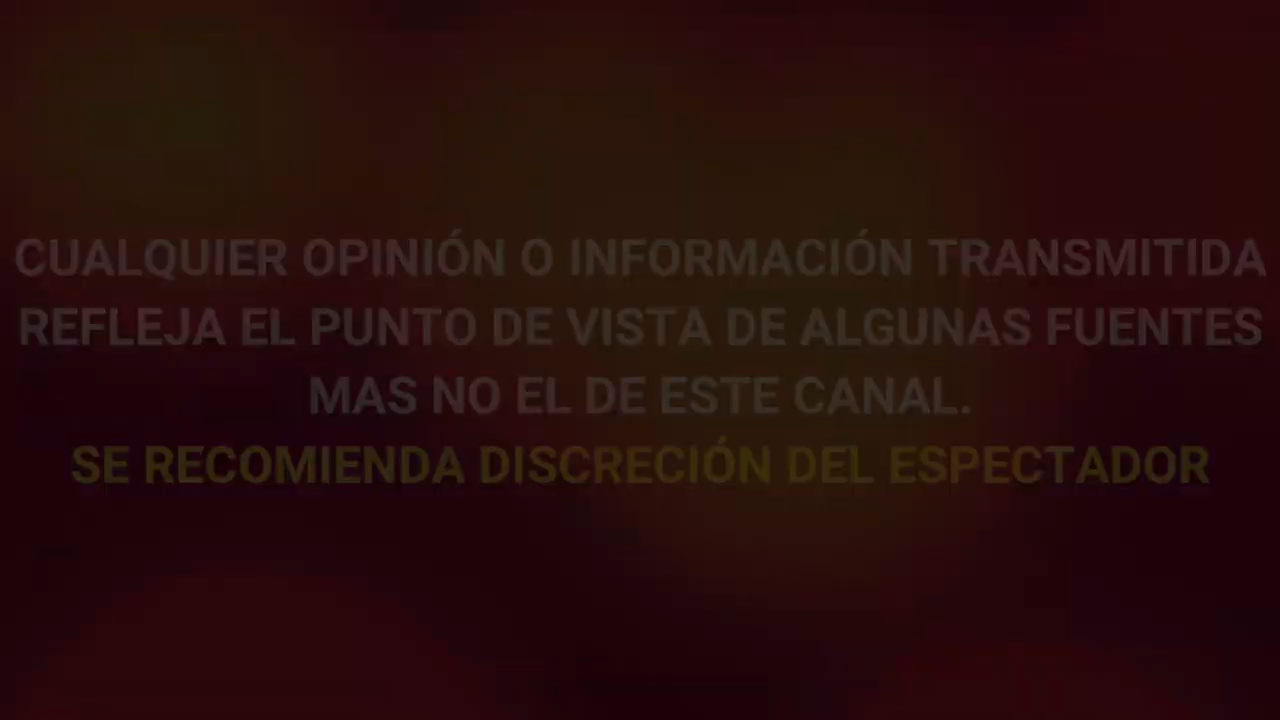 CUALQUIER OPINIÓN O INFORMACIÓN TRANSMITIDA
REFLEJA EL PUNTO DE VISTA DE ALGUNAS FUENTES
MAS NO EL DE ESTE CANAL.
SE RECOMIENDA DISCRECIÓN DEL ESPECTADOR